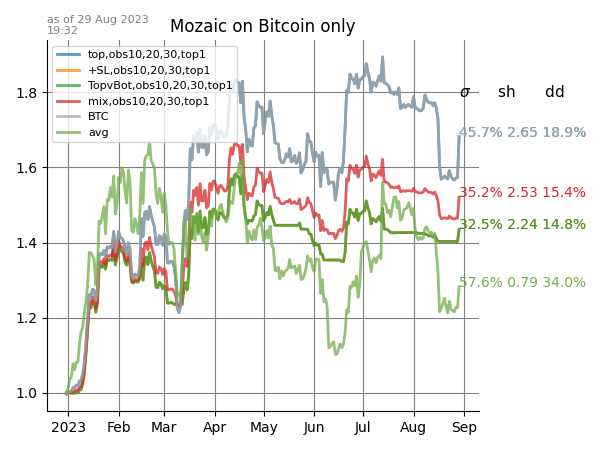 as of 29 Aug 2023
19:32
Mozaic on Bitcoin only
top,obs10,20,30,top1
+SL,obs10,20,30,top1
TopvBot,obs10,20,30,top1
mix,obs10,20,30,top1
BTC
avg
σ sh dd
45.7% 2.65 18.9%
35.2% 2.53 15.4%
32.5% 2.24 14.8%
57.6% 0.79 34.0%
1.8
1.6
1.4
1.2
1.0
2023 Feb Mar Apr May Jun Jul Aug Sep